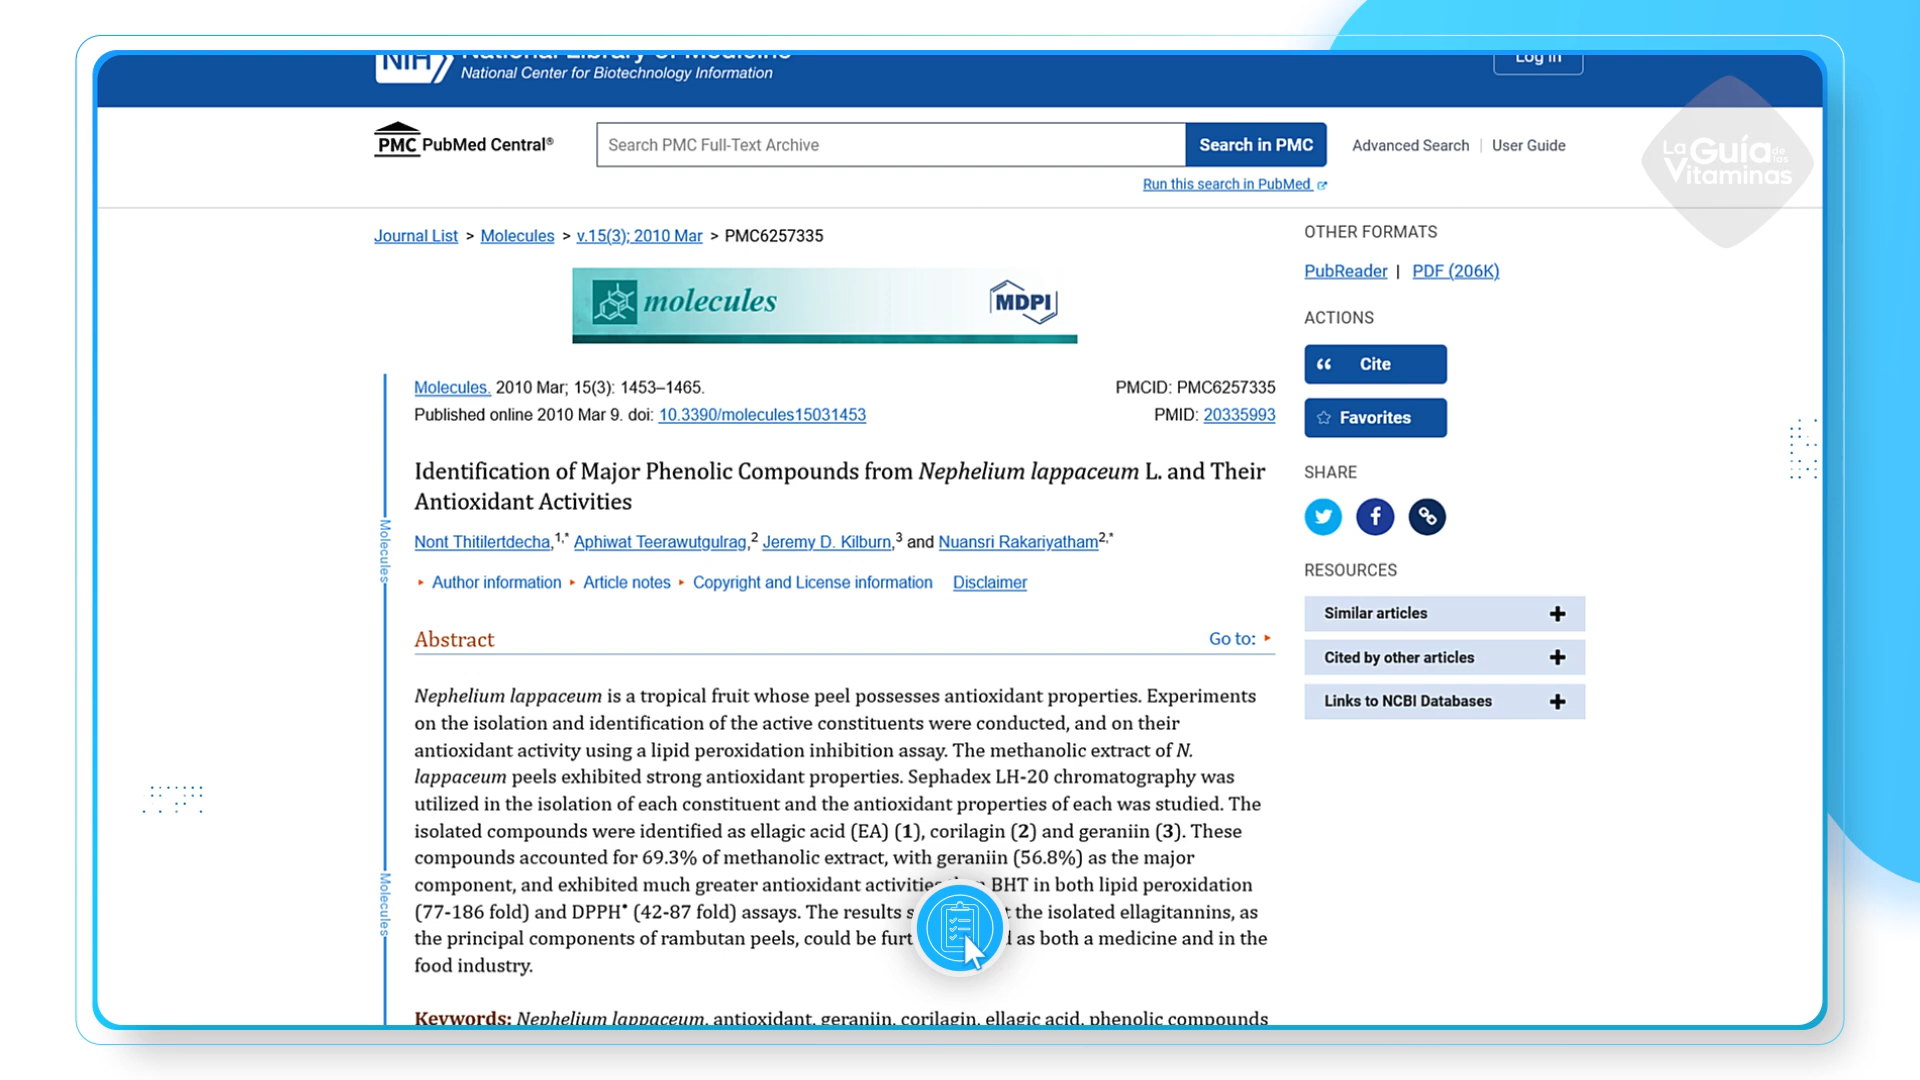 NIH National Library of Medicine
National Center for Biotechnology Information
Log in
PMC PubMed Central®
Search PMC Full-Text Archive
Search in PMC
Advanced Search | User Guide
Run this search in PubMed
La Guía de las
Vitaminas
Journal List > Molecules > v.15(3); 2010 Mar > PMC6257335
molecules
MDPI
Molecules. 2010 Mar; 15(3): 1453–1465.
PMCID: PMC6257335
Published online 2010 Mar 9. doi: 10.3390/molecules15031453
PMID: 20335993
Identification of Major Phenolic Compounds from Nephelium lappaceum L. and Their
Antioxidant Activities
Nont Thitilertdecha,1,* Aphiwat Teerawutgulrag,2 Jeremy D. Kilburn,3 and Nuansri Rakariyatham2,*
Author information Article notes Copyright and License information Disclaimer
Abstract
Go to:
Nephelium lappaceum is a tropical fruit whose peel possesses antioxidant properties. Experiments
on the isolation and identification of the active constituents were conducted, and on their
antioxidant activity using a lipid peroxidation inhibition assay. The methanolic extract of N.
lappaceum peels exhibited strong antioxidant properties. Sephadex LH-20 chromatography was
utilized in the isolation of each constituent and the antioxidant properties of each was studied. The
isolated compounds were identified as ellagic acid (EA) (1), corilagin (2) and geraniin (3). These
compounds accounted for 69.3% of methanolic extract, with geraniin (56.8%) as the major
component, and exhibited much greater antioxidant activities BHT in both lipid peroxidation
(77-186 fold) and DPPH• (42-87 fold) assays. The results the isolated ellagitannins, as
the principal components of rambutan peels, could be as both a medicine and in the
food industry.
Keywords: Nephelium lappaceum, antioxidant, geraniin, corilagin, ellagic acid, phenolic compounds
Molecules
Molecules
OTHER FORMATS
PubReader | PDF (206K)
ACTIONS
Cite
Favorites
SHARE
RESOURCES
Similar articles
Cited by other articles
Links to NCBI Databases